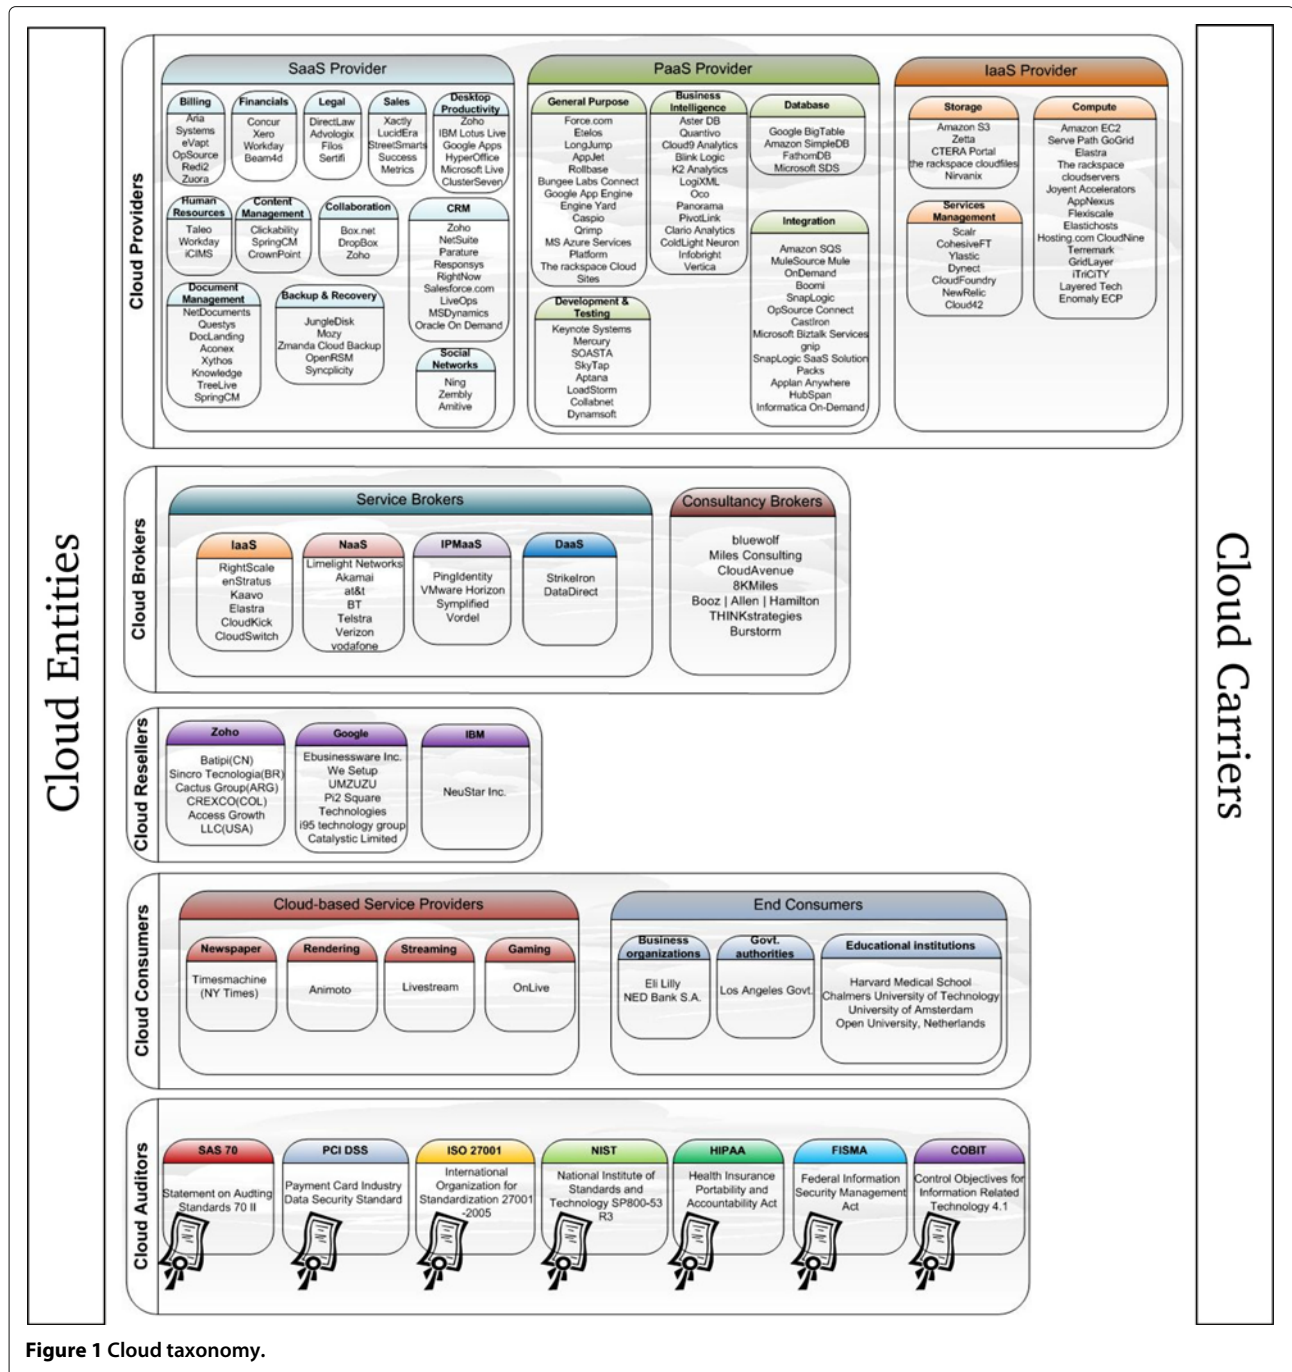 Cloud Entities
Cloud Carriers
Cloud Providers
SaaS Provider
Billing
Aria
Systems
eVapt
OpSource
Redi2
Zuora
Financials
Concur
Xero
Workday
Beam4d
Legal
DirectLaw
Advologix
Filos
Sertifi
Sales
Xactly
LucidEra
StreetSmarts
Success
Metrics
Desktop
Productivity
Zoho
IBM Lotus Live
Google Apps
HyperOffice
Microsoft Live
ClusterSeven
Human
Resources
Taleo
Workday
iCIMS
Content
Management
Clickability
SpringCM
CrownPoint
Collaboration
Box.net
DropBox
Zoho
CRM
Zoho
NetSuite
Parature
Responsys
RightNow
Salesforce.com
LiveOps
MSDynamics
Oracle On Demand
Document
Management
NetDocuments
Questys
DocLanding
Aconex
Xythos
Knowledge
TreeLive
SpringCM
Backup & Recovery
JungleDisk
Mozy
Zmanda Cloud Backup
OpenRSM
Syncplicity
Social
Networks
Ning
Zembly
Amitive
PaaS Provider
General Purpose
Force.com
Etelos
LongJump
AppJet
Rollbase
Bungee Labs Connect
Google App Engine
Engine Yard
Caspio
Qrimp
MS Azure Services
Platform
The rackspace Cloud
Sites
Business
Intelligence
Aster DB
Quantivo
Cloud9 Analytics
Blink Logic
K2 Analytics
LogiXML
Oco
Panorama
PivotLink
Clario Analytics
ColdLight Neuron
Infobright
Vertica
Database
Google BigTable
Amazon SimpleDB
FathomDB
Microsoft SDS
Development &
Testing
Keynote Systems
Mercury
SOASTA
SkyTap
Aptana
LoadStorm
Collabnet
Dynamsoft
Integration
Amazon SQS
MuleSource Mule
OnDemand
Boomi
SnapLogic
OpSource Connect
CastIron
Microsoft Biztalk Services
gnip
SnapLogic SaaS Solution
Packs
Applan Anywhere
HubSpan
Informatica On-Demand
IaaS Provider
Storage
Amazon S3
Zetta
CTERA Portal
the rackspace cloudfiles
Nirvanix
Services
Management
Scalr
CohesiveFT
Ylastic
Dynect
CloudFoundry
NewRelic
Cloud42
Compute
Amazon EC2
Serve Path GoGrid
Elastra
The rackspace
cloudservers
Joyent Accelerators
AppNexus
Flexiscale
Elastichosts
Hosting.com CloudNine
Terremark
GridLayer
iTriCiTY
Layered Tech
Enomaly ECP
Cloud Brokers
Service Brokers
IaaS
RightScale
enStratus
Kaavo
Elastra
CloudKick
CloudSwitch
NaaS
Limelight Networks
Akamai
at&t
BT
Telstra
Verizon
vodafone
IPMaaS
PingIdentity
VMware Horizon
Symplified
Vordel
DaaS
StrikeIron
DataDirect
Consultancy Brokers
bluewolf
Miles Consulting
CloudAvenue
8KMiles
Booz | Allen | Hamilton
THINKstrategies
Burstorm
Cloud Resellers
Zoho
Batipi(CN)
Sincro Tecnologia(BR)
Cactus Group(ARG)
CREXCO(COL)
Access Growth
LLC(USA)
Google
Ebusinessware Inc.
We Setup
UMZUZU
Pi2 Square
Technologies
i95 technology group
Catalystic Limited
IBM
NeuStar Inc.
Cloud Consumers
Cloud-based Service Providers
Newspaper
Timesmachine
(NY Times)
Rendering
Animoto
Streaming
Livestream
Gaming
OnLive
End Consumers
Business
organizations
Eli Lilly
NED Bank S.A.
Govt.
authorities
Los Angeles Govt.
Educational institutions
Harvard Medical School
Chalmers University of Technology
University of Amsterdam
Open University, Netherlands
Cloud Auditors
SAS 70
Statement on Audting
Standards 70 II
PCI DSS
Payment Card Industry
Data Security Standard
ISO 27001
International
Organization for
Standardization 27001
-2005
NIST
National Institute of
Standards and
Technology SP800-53
R3
HIPAA
Health Insurance
Portability and
Accountability Act
FISMA
Federal Information
Security Management
Act
COBIT
Control Objectives for
Information Related
Technology 4.1
Figure 1 Cloud taxonomy.